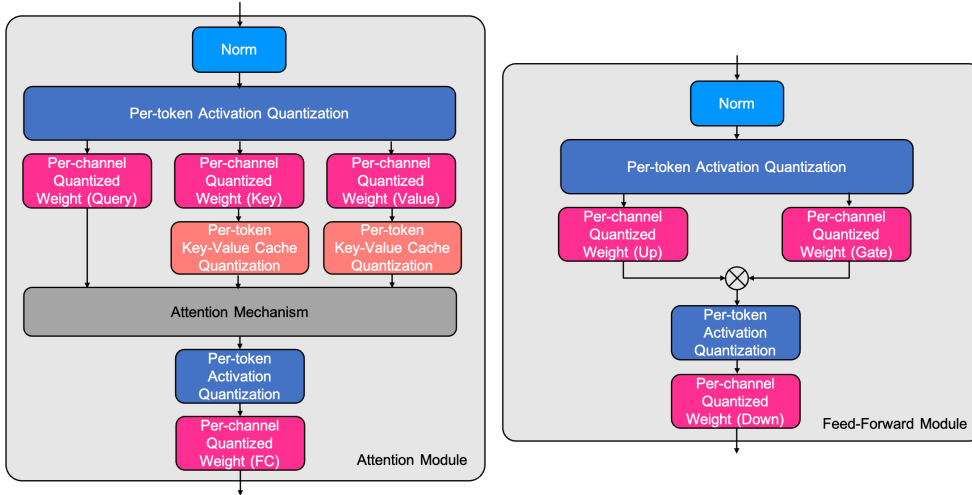 Norm
Per-token Activation Quantization
Per-channel
Quantized
Weight (Query)
Per-channel
Quantized
Weight (Key)
Per-channel
Quantized
Weight (Value)
Per-token
Key-Value Cache
Quantization
Per-token
Key-Value Cache
Quantization
Attention Mechanism
Per-token
Activation
Quantization
Per-channel
Quantized
Weight (FC)
Attention Module
Norm
Per-token Activation Quantization
Per-channel
Quantized
Weight (Up)
Per-channel
Quantized
Weight (Gate)
Per-token
Activation
Quantization
Per-channel
Quantized
Weight (Down)
Feed-Forward Module